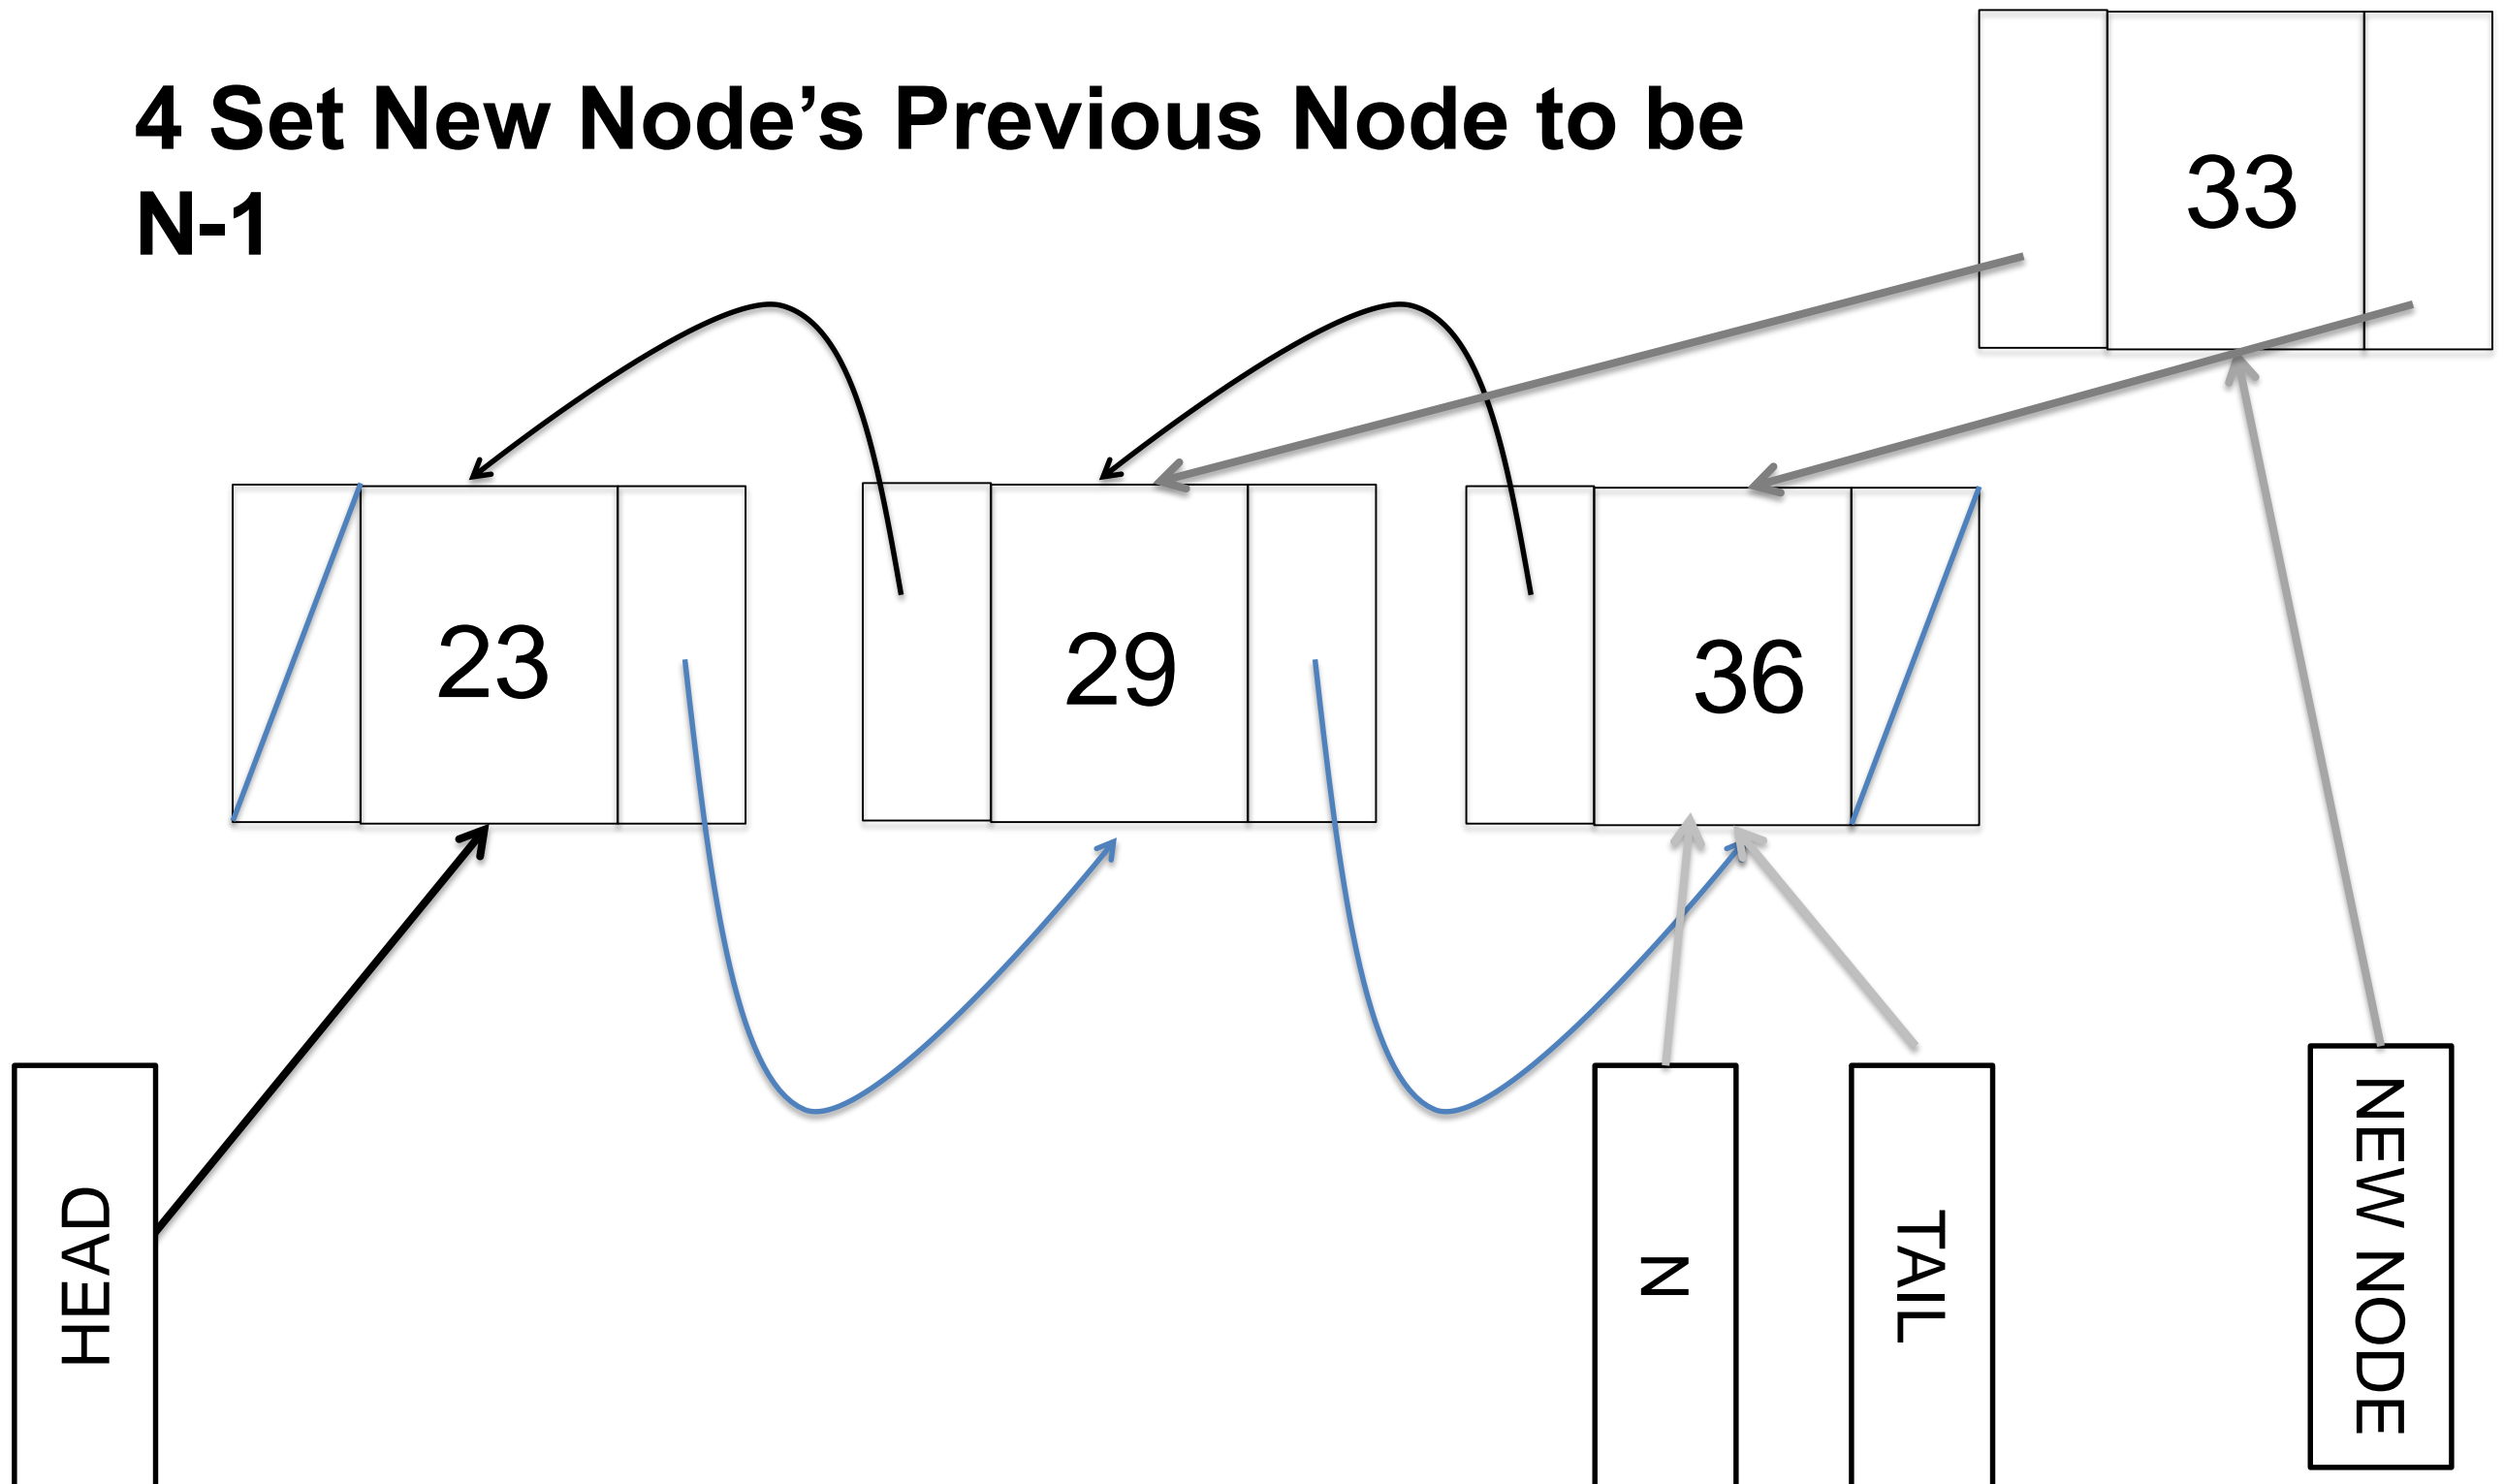 4 Set New Node’s Previous Node to be
N-1
33
23
29
36
HEAD
N
TAIL
NEW NODE